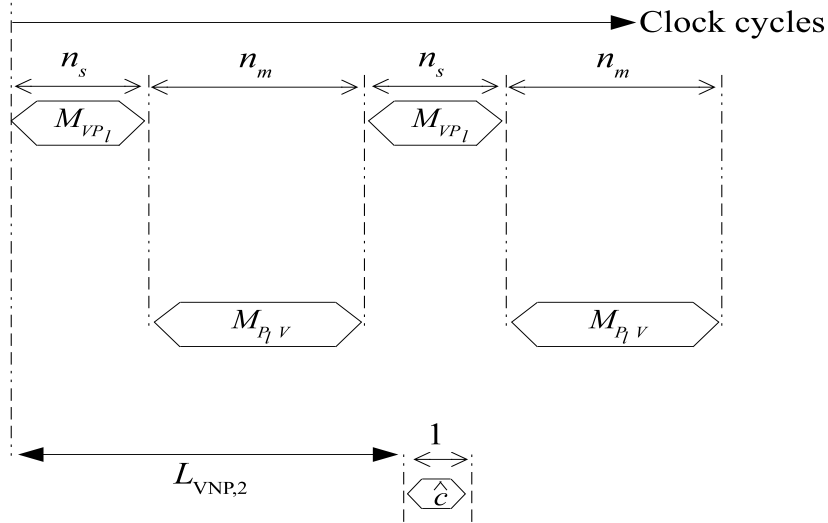 Clock cycles
n_s n_m n_s n_m
M_{VP_l} M_{VP_l}
M_{P_l V} M_{P_l V}
1
L_{VNP,2}
ĉ